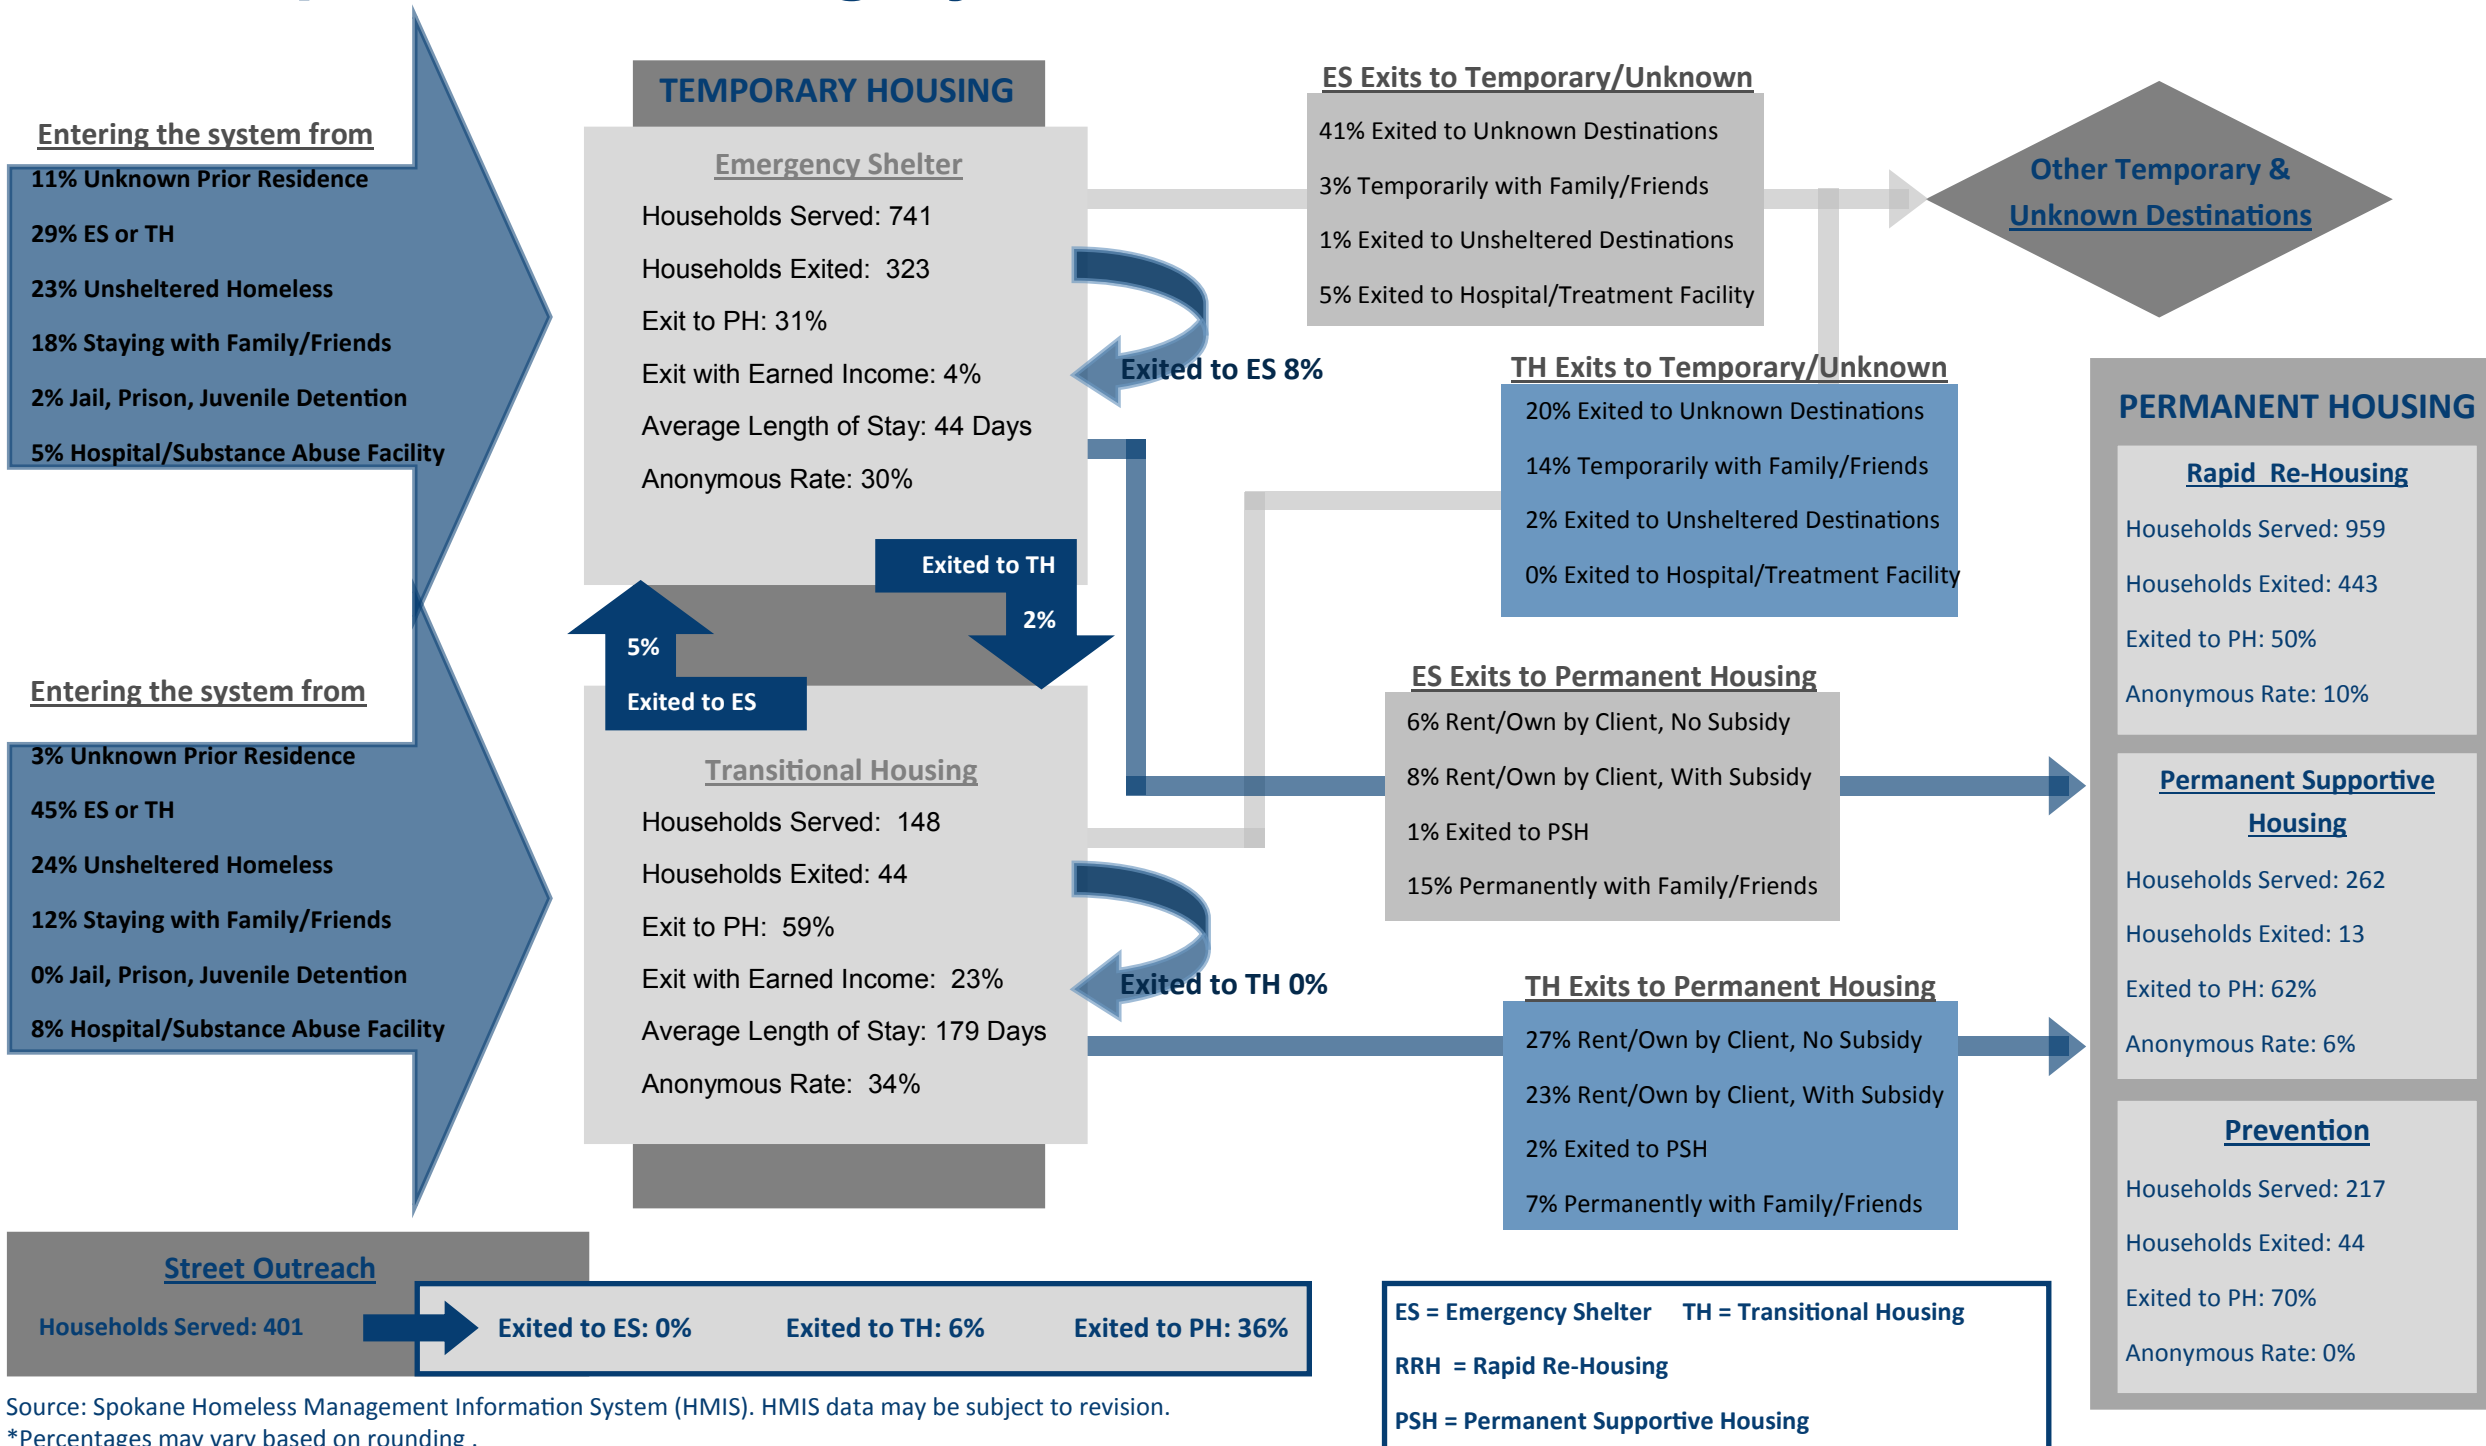 Entering the system from
11% Unknown Prior Residence
29% ES or TH
23% Unsheltered Homeless
18% Staying with Family/Friends
2% Jail, Prison, Juvenile Detention
5% Hospital/Substance Abuse Facility
Entering the system from
3% Unknown Prior Residence
45% ES or TH
24% Unsheltered Homeless
12% Staying with Family/Friends
0% Jail, Prison, Juvenile Detention
8% Hospital/Substance Abuse Facility
TEMPORARY HOUSING
Emergency Shelter
Households Served: 741
Households Exited: 323
Exit to PH: 31%
Exit with Earned Income: 4%
Average Length of Stay: 44 Days
Anonymous Rate: 30%
Exited to ES 8%
Exited to TH
2%
5%
Exited to ES
Transitional Housing
Households Served: 148
Households Exited: 44
Exit to PH: 59%
Exit with Earned Income: 23%
Average Length of Stay: 179 Days
Anonymous Rate: 34%
Exited to TH 0%
ES Exits to Temporary/Unknown
41% Exited to Unknown Destinations
3% Temporarily with Family/Friends
1% Exited to Unsheltered Destinations
5% Exited to Hospital/Treatment Facility
Other Temporary &
Unknown Destinations
TH Exits to Temporary/Unknown
20% Exited to Unknown Destinations
14% Temporarily with Family/Friends
2% Exited to Unsheltered Destinations
0% Exited to Hospital/Treatment Facility
ES Exits to Permanent Housing
6% Rent/Own by Client, No Subsidy
8% Rent/Own by Client, With Subsidy
1% Exited to PSH
15% Permanently with Family/Friends
TH Exits to Permanent Housing
27% Rent/Own by Client, No Subsidy
23% Rent/Own by Client, With Subsidy
2% Exited to PSH
7% Permanently with Family/Friends
PERMANENT HOUSING
Rapid Re-Housing
Households Served: 959
Households Exited: 443
Exited to PH: 50%
Anonymous Rate: 10%
Permanent Supportive
Housing
Households Served: 262
Households Exited: 13
Exited to PH: 62%
Anonymous Rate: 6%
Prevention
Households Served: 217
Households Exited: 44
Exited to PH: 70%
Anonymous Rate: 0%
Street Outreach
Households Served: 401
Exited to ES: 0% Exited to TH: 6% Exited to PH: 36%
ES = Emergency Shelter TH = Transitional Housing
RRH = Rapid Re-Housing
PSH = Permanent Supportive Housing
Source: Spokane Homeless Management Information System (HMIS). HMIS data may be subject to revision.
*Percentages may vary based on rounding .